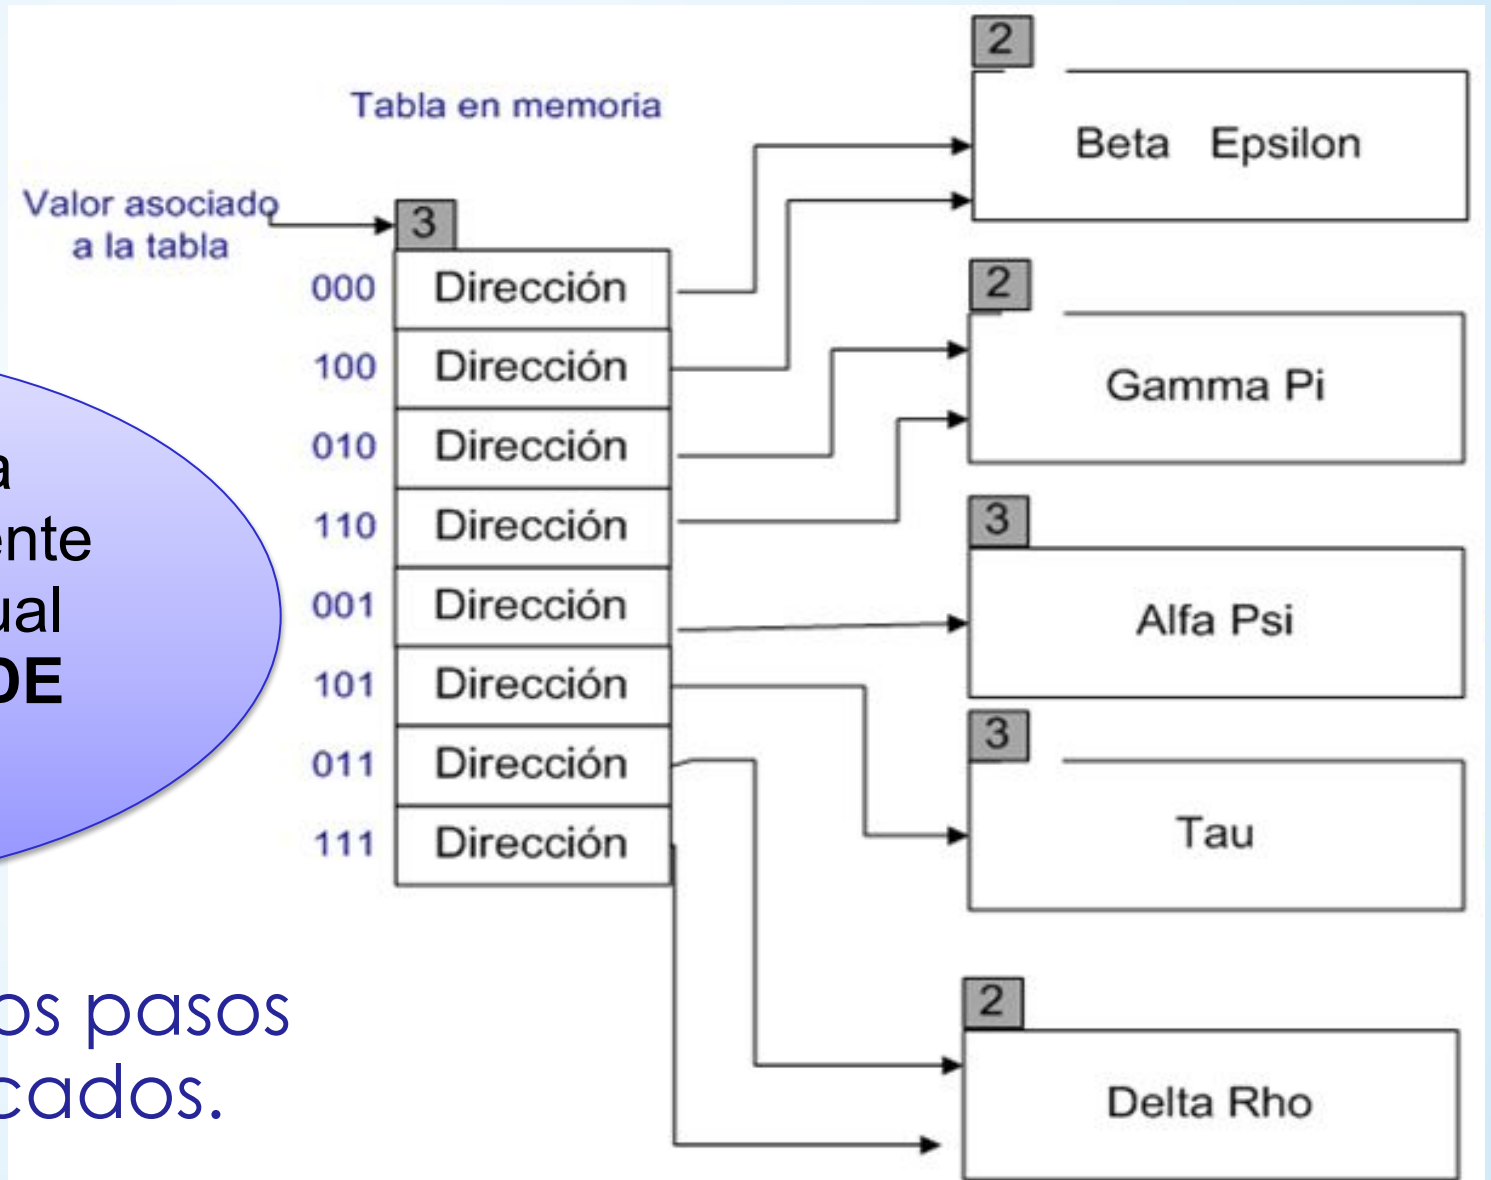 Tabla en memoria
Valor asociado
a la tabla
3
000 Dirección
100 Dirección
010 Dirección
110 Dirección
001 Dirección
101 Dirección
011 Dirección
111 Dirección
2
Beta Epsilon
2
Gamma Pi
3
Alfa Psi
3
Tau
2
Delta Rho
a
ente
ual
DE
os pasos
cados.